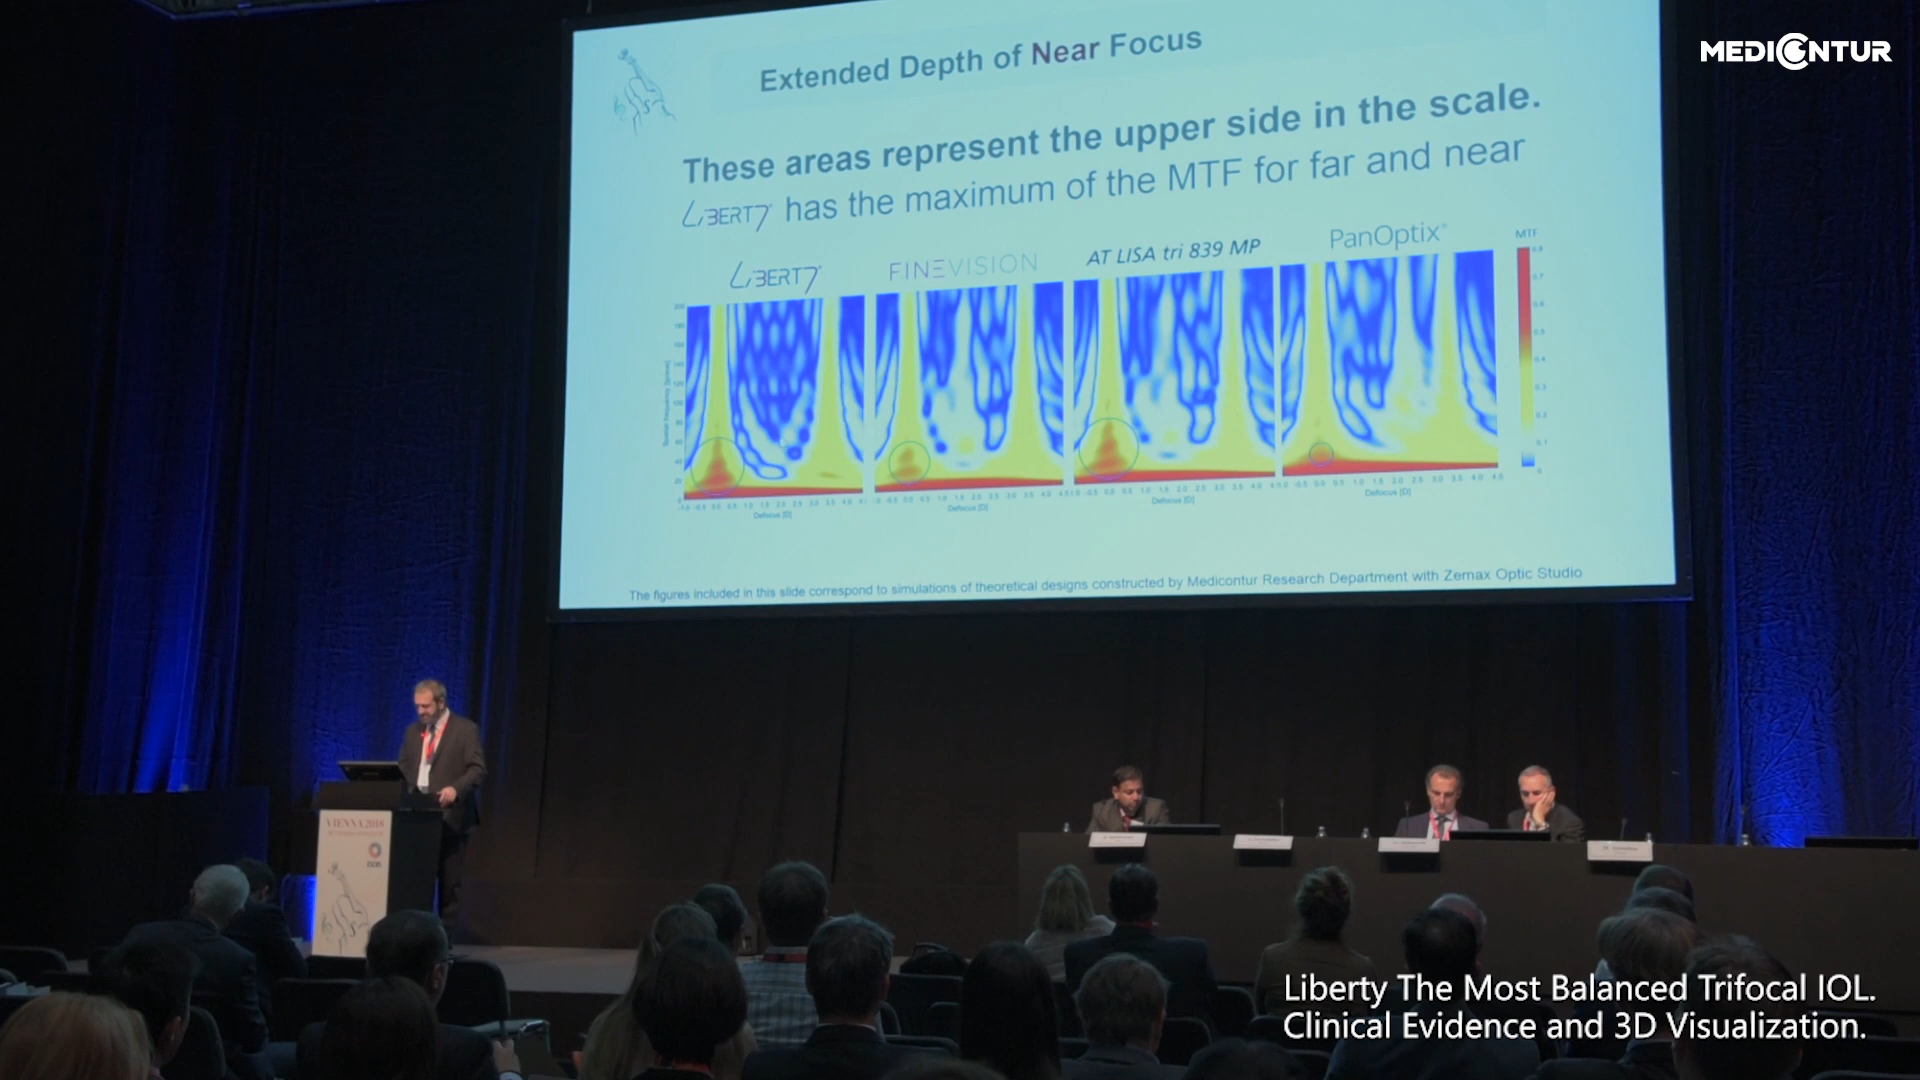 MEDICONTUR
Extended Depth of Near Focus
These areas represent the upper side in the scale.
LIBERTY has the maximum of the MTF for far and near
LIBERTY
FINEVISION
AT LISA tri 839 MP
PanOptix®
MTF
Defocus [D]
Defocus [D]
Defocus [D]
Defocus [D]
The figures included in this slide correspond to simulations of theoretical designs constructed by Medicontur Research Department with Zemax Optic Studio
VIENNA 2018
Liberty The Most Balanced Trifocal IOL.
Clinical Evidence and 3D Visualization.